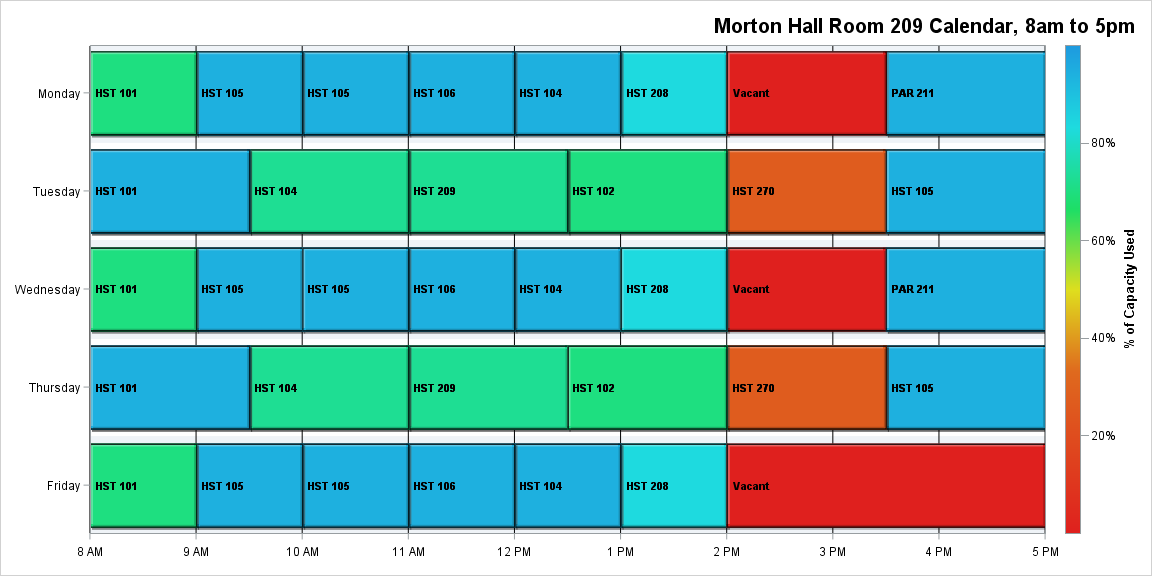 Morton Hall Room 209 Calendar, 8am to 5pm
Monday HST 101 HST 105 HST 105 HST 106 HST 104 HST 208 Vacant PAR 211
Tuesday HST 101 HST 104 HST 209 HST 102 HST 270 HST 105
Wednesday HST 101 HST 105 HST 105 HST 106 HST 104 HST 208 Vacant PAR 211
Thursday HST 101 HST 104 HST 209 HST 102 HST 270 HST 105
Friday HST 101 HST 105 HST 105 HST 106 HST 104 HST 208 Vacant
8 AM 9 AM 10 AM 11 AM 12 PM 1 PM 2 PM 3 PM 4 PM 5 PM
80%
60%
40%
20%
% of Capacity Used